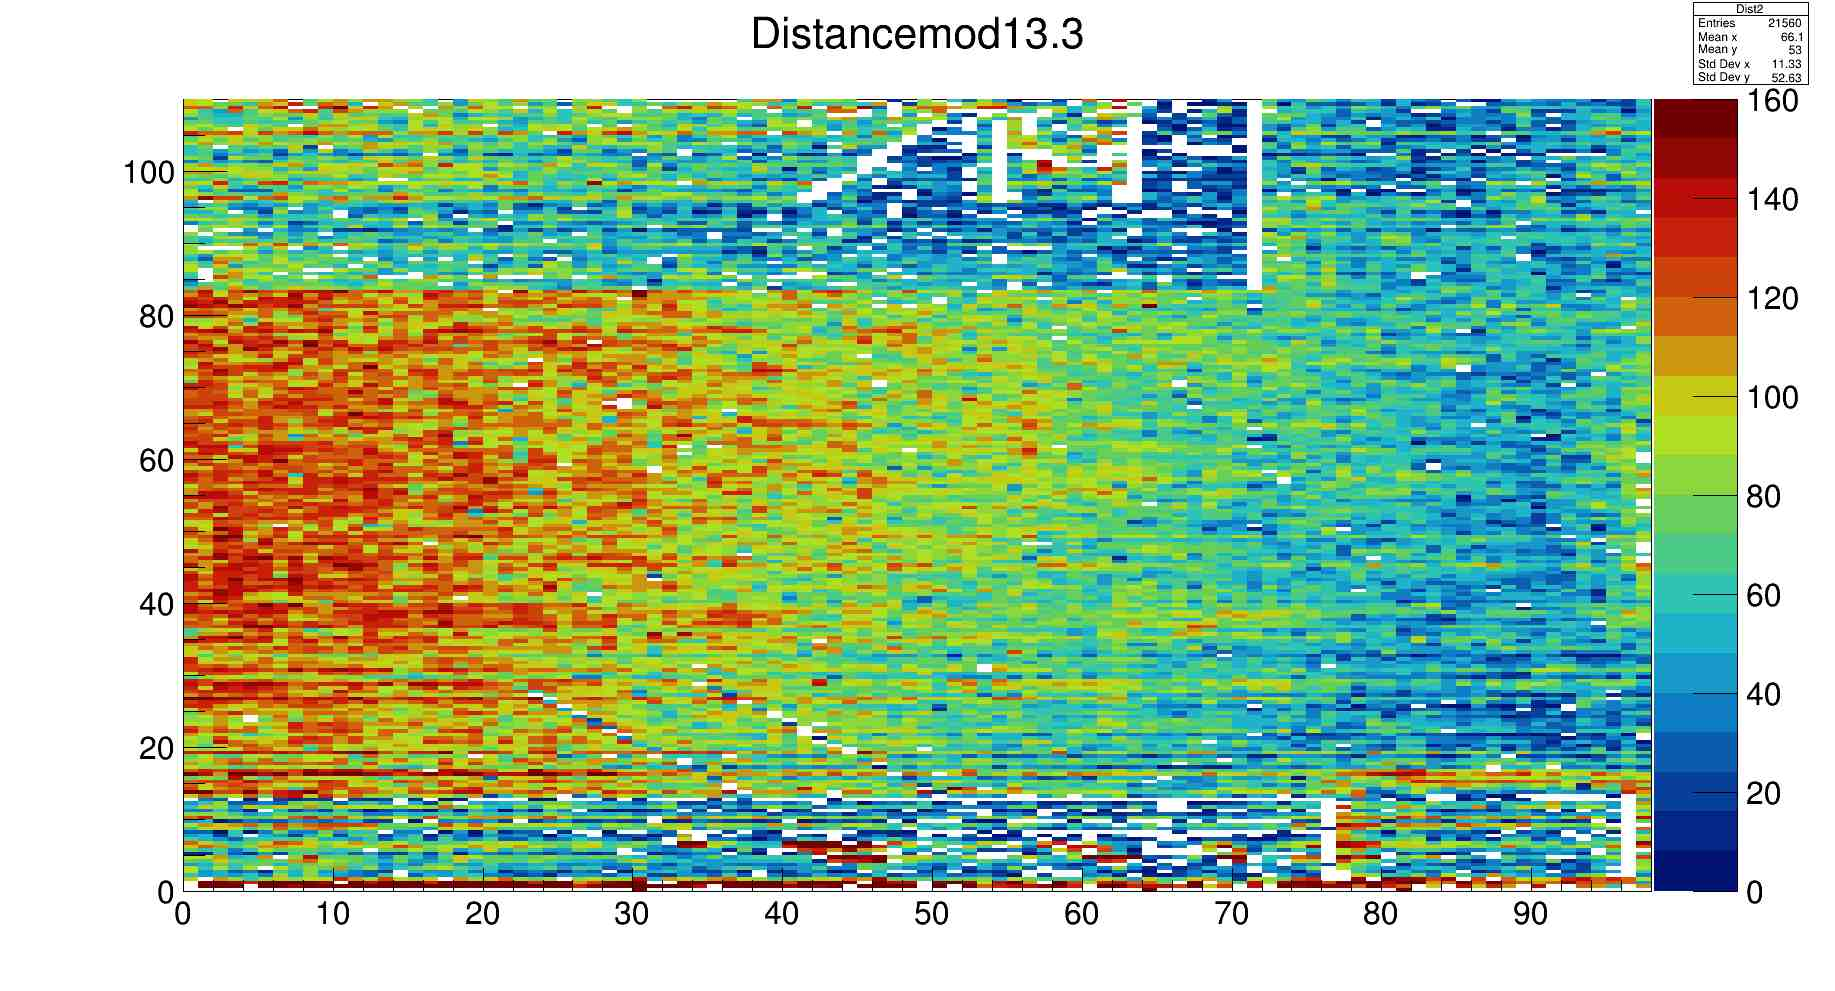 Distancemod13.3
Dist2
Entries 21560
Mean x 66.1
Mean y 53
Std Dev x 11.33
Std Dev y 52.63
160
140
120
100
80
60
40
20
0
100
80
60
40
20
0
0 10 20 30 40 50 60 70 80 90